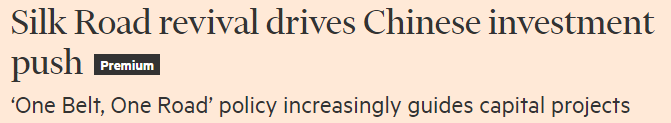 Silk Road revival drives Chinese investment
push Premium
‘One Belt, One Road’ policy increasingly guides capital projects